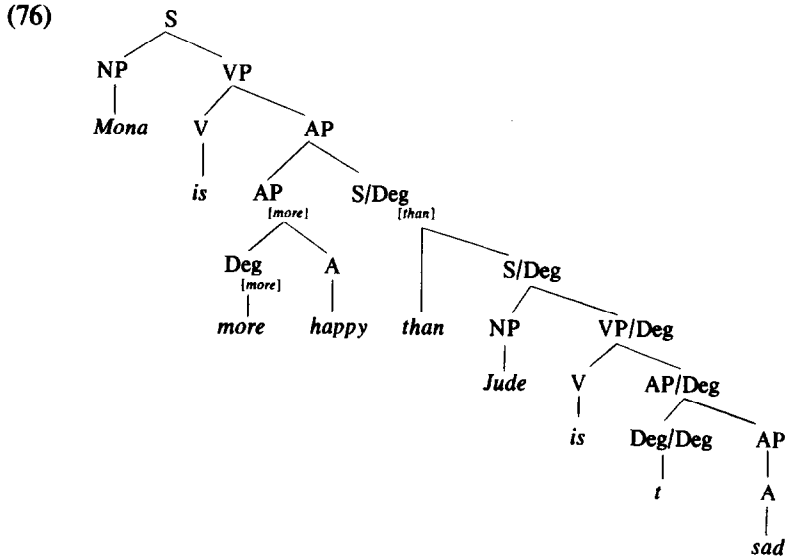 (76)
S
NP VP
Mona V AP
is AP[more] S/Deg[than]
Deg[more] A S/Deg
more happy than NP VP/Deg
Jude V AP/Deg
is Deg/Deg AP
t A
sad